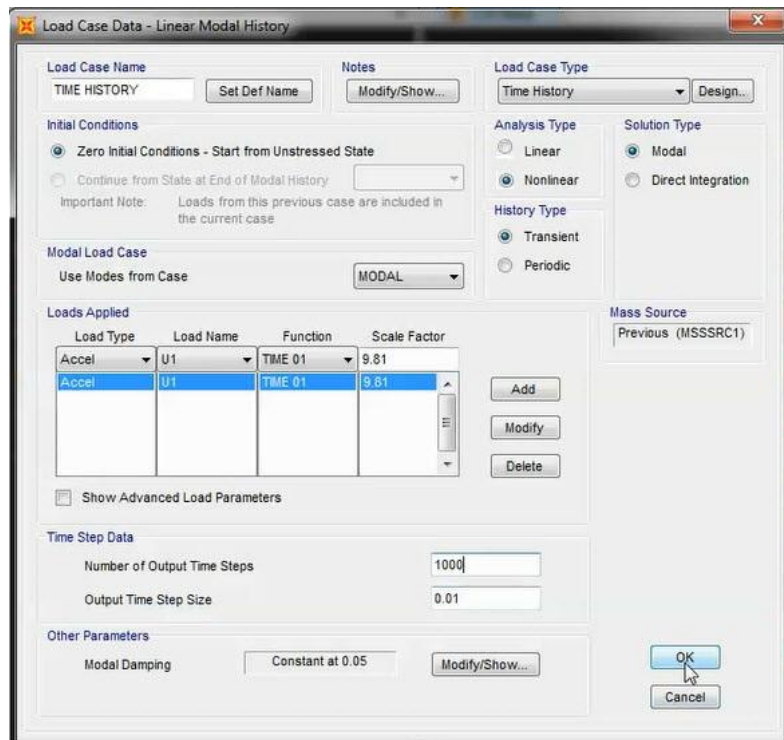 Load Case Data - Linear Modal History
Load Case Name
TIME HISTORY
Set Def Name
Notes
Modify/Show...
Load Case Type
Time History
Design..
Initial Conditions
Zero Initial Conditions - Start from Unstressed State
Continue from State at End of Modal History
Important Note: Loads from this previous case are included in
the current case
Analysis Type
Linear
Nonlinear
Solution Type
Modal
Direct Integration
History Type
Transient
Periodic
Modal Load Case
Use Modes from Case
MODAL
Loads Applied
Load Type Load Name Function Scale Factor
Accel U1 TIME 01 9.81
Accel U1 TIME 01 9.81
Add
Modify
Delete
Show Advanced Load Parameters
Mass Source
Previous (MSSSRC1)
Time Step Data
Number of Output Time Steps 1000
Output Time Step Size 0.01
Other Parameters
Modal Damping Constant at 0.05 Modify/Show...
OK
Cancel